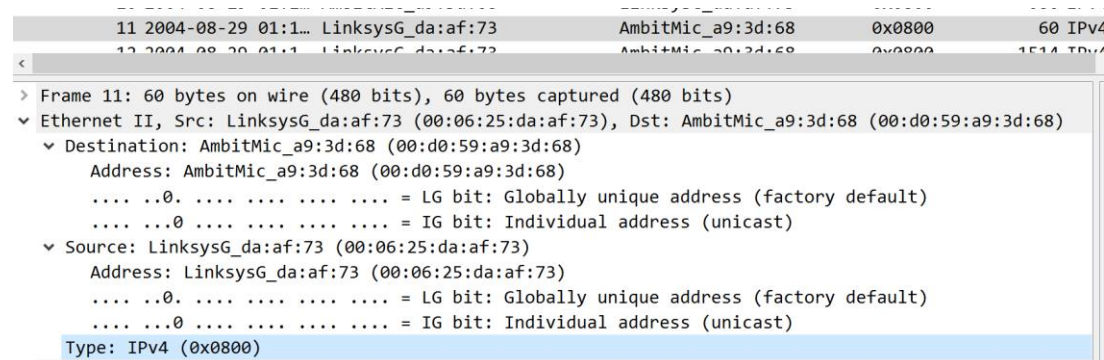 11 2004-08-29 01:1… LinksysG_da:af:73 AmbitMic_a9:3d:68 0x0800 60 IPv4
Frame 11: 60 bytes on wire (480 bits), 60 bytes captured (480 bits)
Ethernet II, Src: LinksysG_da:af:73 (00:06:25:da:af:73), Dst: AmbitMic_a9:3d:68 (00:d0:59:a9:3d:68)
Destination: AmbitMic_a9:3d:68 (00:d0:59:a9:3d:68)
Address: AmbitMic_a9:3d:68 (00:d0:59:a9:3d:68)
.... ..0. .... .... .... .... = LG bit: Globally unique address (factory default)
.... ...0 .... .... .... .... = IG bit: Individual address (unicast)
Source: LinksysG_da:af:73 (00:06:25:da:af:73)
Address: LinksysG_da:af:73 (00:06:25:da:af:73)
.... ..0. .... .... .... .... = LG bit: Globally unique address (factory default)
.... ...0 .... .... .... .... = IG bit: Individual address (unicast)
Type: IPv4 (0x0800)